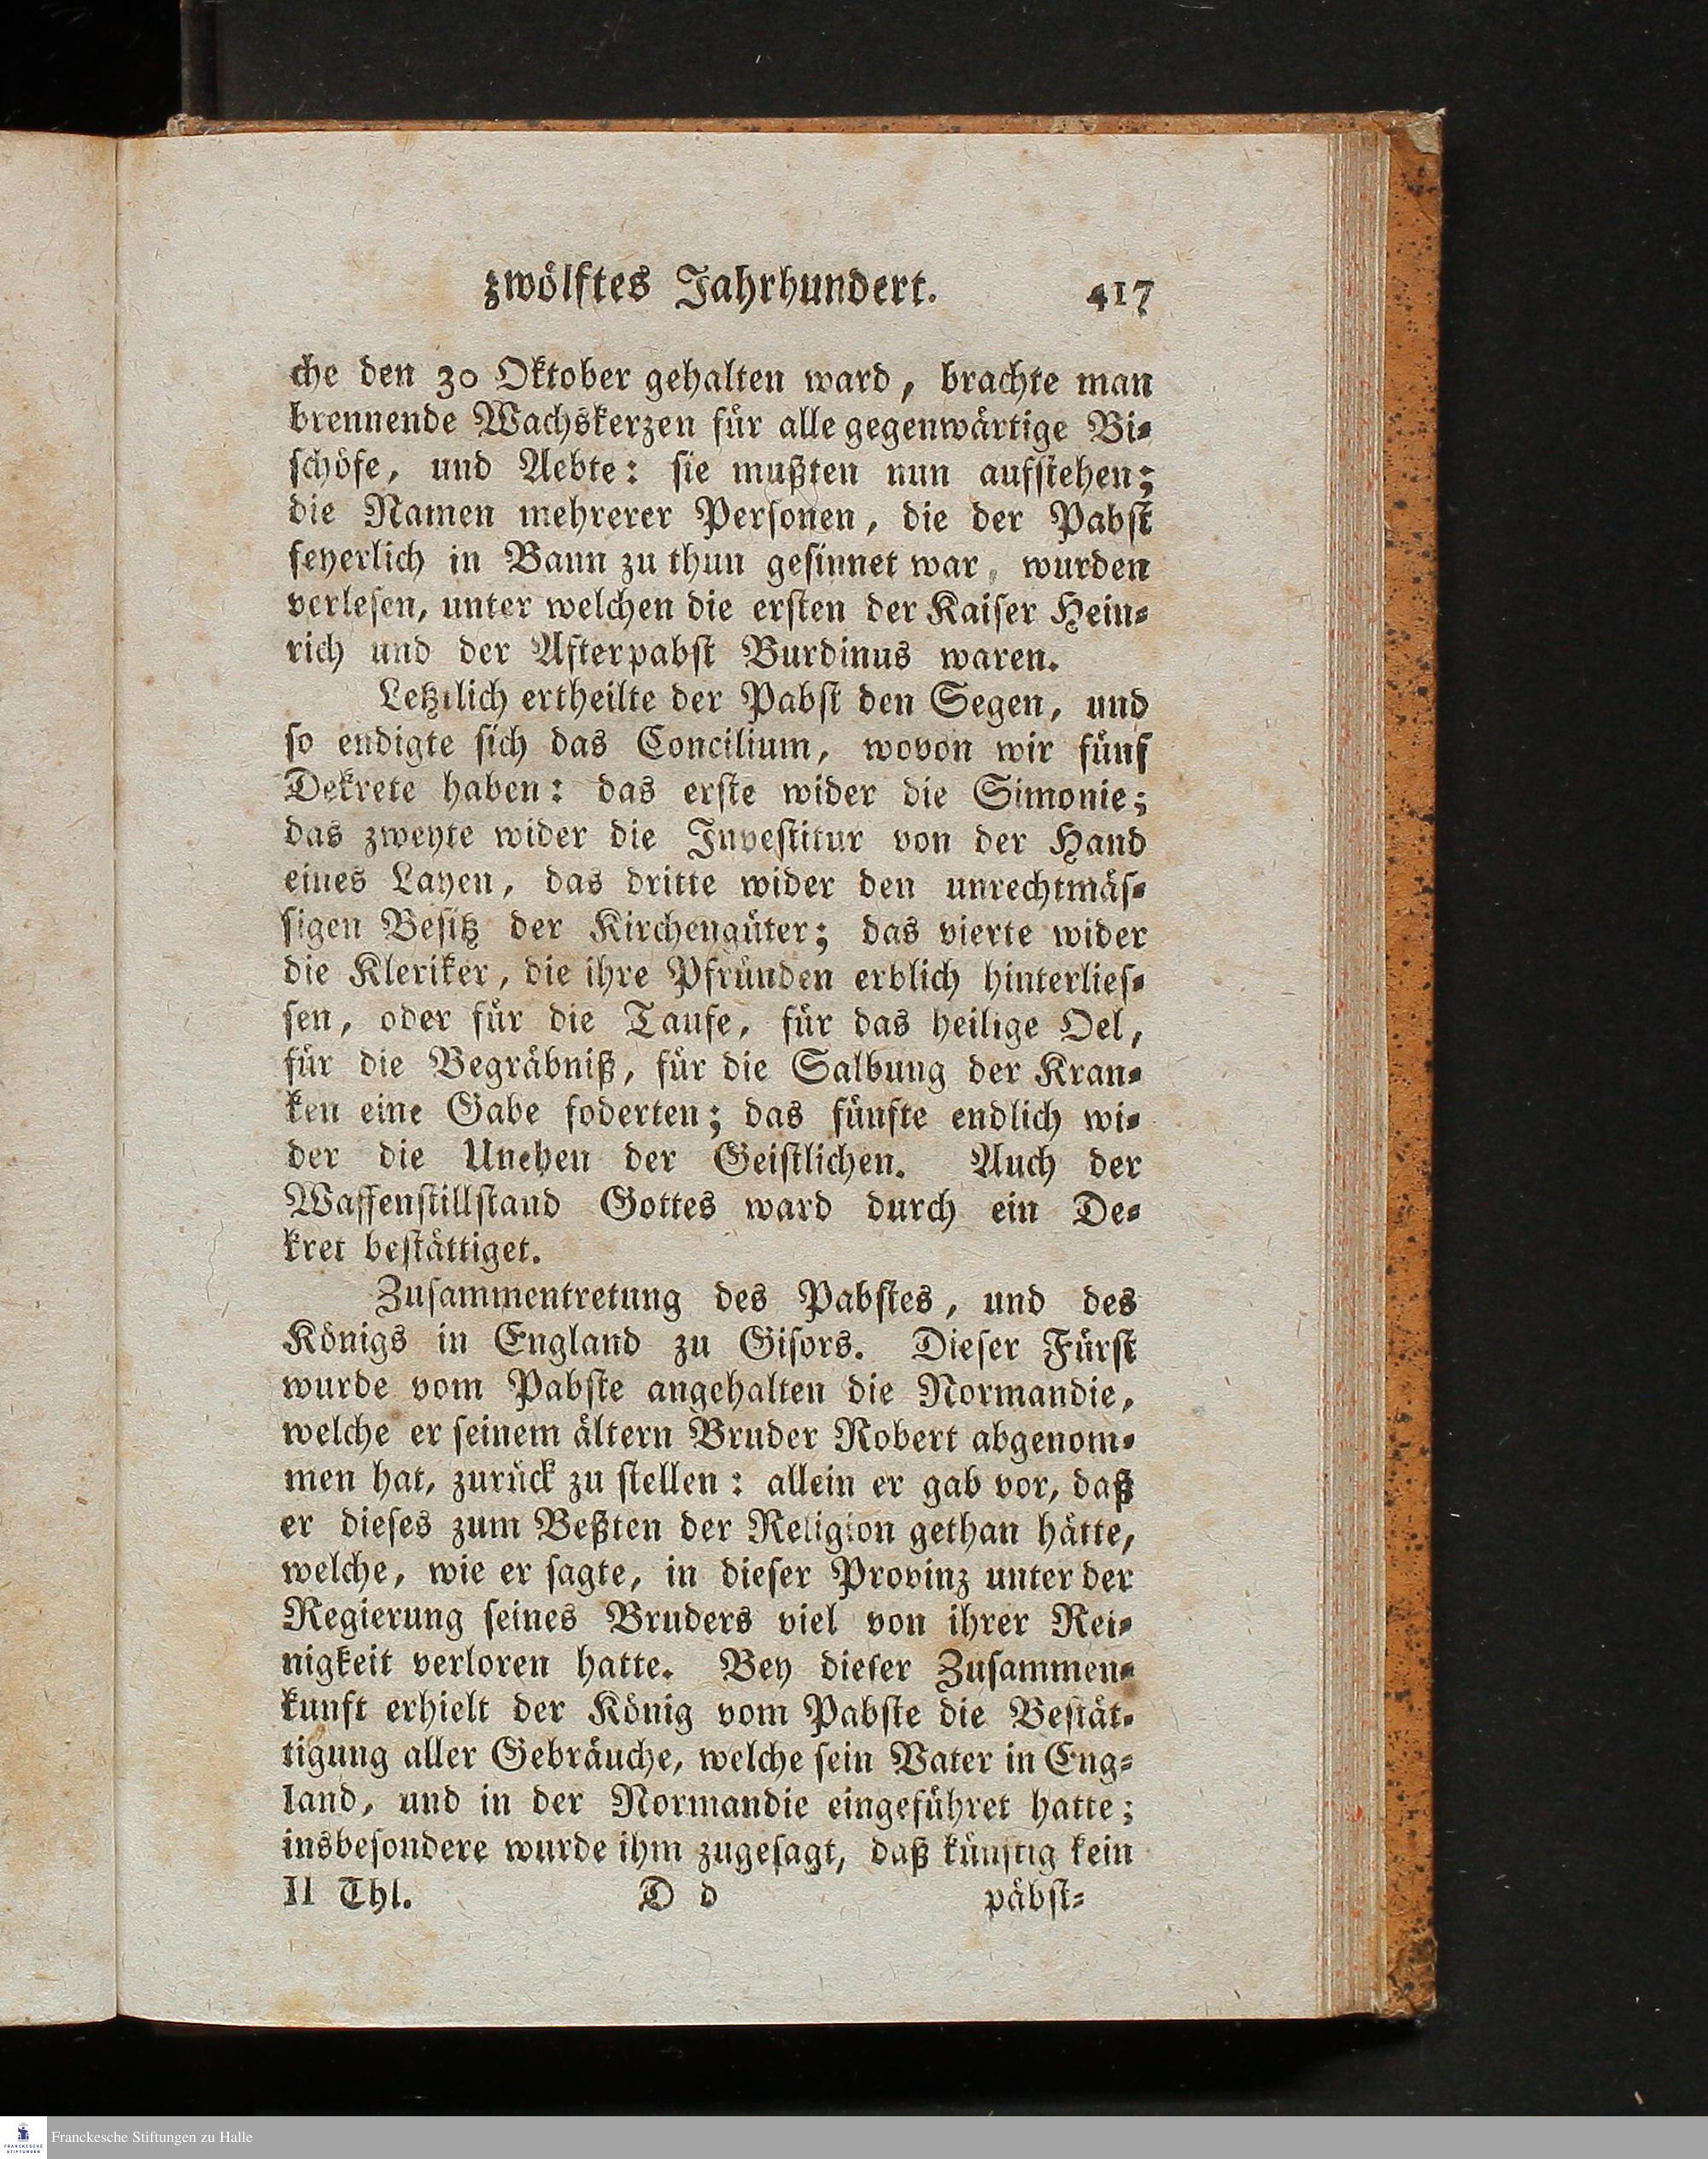 zwölftes Jahrhundert. 417
che den 30 Oktober gehalten ward, brachte man
brennende Wachskerzen für alle gegenwärtige Bi⸗
ſchöfe, und Aebte: ſie mußten nun aufſtehen;
die Namen mehrerer Perſonen, die der Pabſt
feyerlich in Bann zu thun geſinnet war, wurden
verleſen, unter welchen die erſten der Kaiſer Hein⸗
rich und der Afterpabſt Burdinus waren.
Letztlich ertheilte der Pabſt den Segen, und
ſo endigte ſich das Concilium, wovon wir fünf
Dekrete haben: das erſte wider die Simonie;
das zweyte wider die Inveſtitur von der Hand
eines Layen, das dritte wider den unrechtmäſ⸗
ſigen Beſitz der Kirchengüter; das vierte wider
die Kleriker, die ihre Pfründen erblich hinterlieſ⸗
ſen, oder für die Taufe, für das heilige Oel,
für die Begräbniß, für die Salbung der Kran⸗
ken eine Gabe foderten; das fünfte endlich wi⸗
der die Unehen der Geiſtlichen. Auch der
Waffenſtillſtand Gottes ward durch ein De⸗
kret beſtättiget.
Zuſammentretung des Pabſtes, und des
Königs in England zu Giſors. Dieſer Fürſt
wurde vom Pabſte angehalten die Normandie,
welche er ſeinem ältern Bruder Robert abgenom⸗
men hat, zurück zu ſtellen: allein er gab vor, daß
er dieſes zum Beßten der Religion gethan hätte,
welche, wie er ſagte, in dieſer Provinz unter der
Regierung ſeines Bruders viel von ihrer Rei⸗
nigkeit verloren hatte. Bey dieſer Zuſammen⸗
kunft erhielt der König vom Pabſte die Beſtät⸗
tigung aller Gebräuche, welche ſein Vater in Eng⸗
land, und in der Normandie eingeführet hatte;
insbeſondere wurde ihm zugeſagt, daß künftig kein
II Thl. D d päbſt⸗
Franckesche Stiftungen zu Halle
FRANCKESCHE
STIFTUNGEN